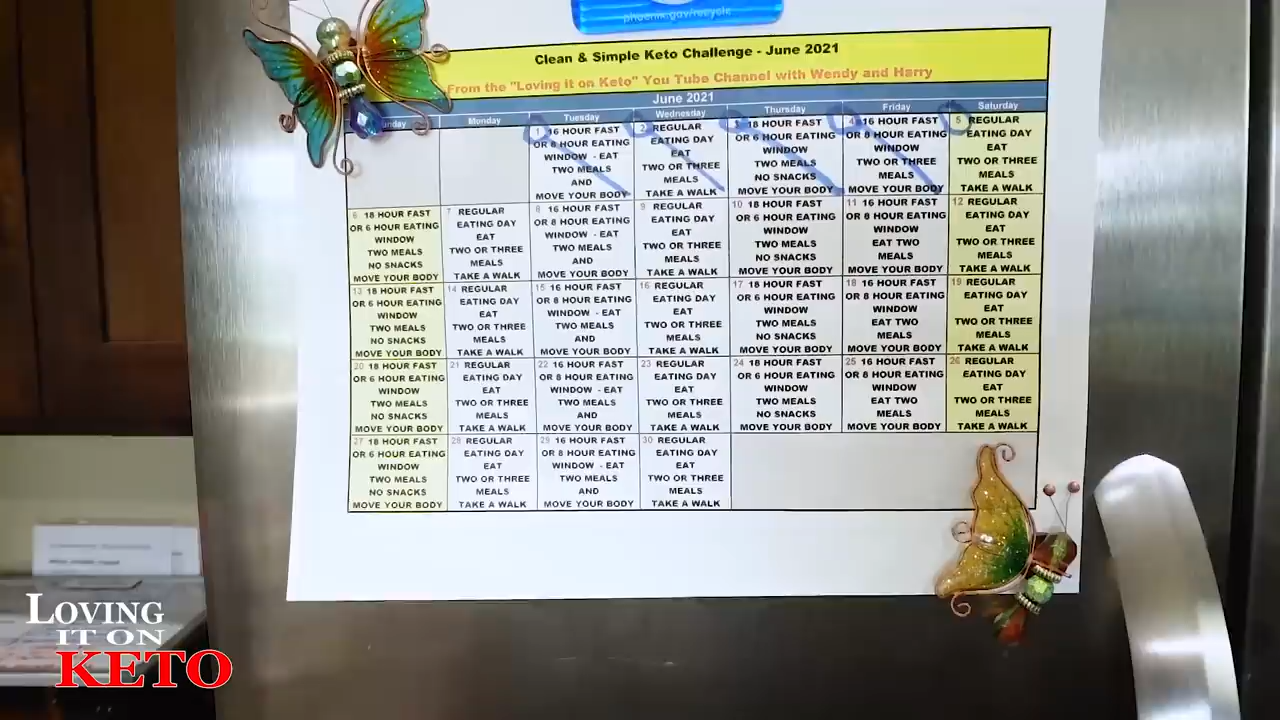 phoenix.gov/recycle
Clean & Simple Keto Challenge - June 2021
From the "Loving it on Keto" You Tube Channel with Wendy and Harry
June 2021
Monday Tuesday Wednesday Thursday Friday Saturday
1 16 HOUR FAST
OR 8 HOUR EATING
WINDOW - EAT
TWO MEALS
AND
MOVE YOUR BODY
2 REGULAR
EATING DAY
EAT
TWO OR THREE
MEALS
TAKE A WALK
3 18 HOUR FAST
OR 6 HOUR EATING
WINDOW
TWO MEALS
NO SNACKS
MOVE YOUR BODY
4 16 HOUR FAST
OR 8 HOUR EATING
WINDOW
TWO OR THREE
MEALS
MOVE YOUR BODY
5 REGULAR
EATING DAY
EAT
TWO OR THREE
MEALS
TAKE A WALK
6 18 HOUR FAST
OR 6 HOUR EATING
WINDOW
TWO MEALS
NO SNACKS
MOVE YOUR BODY
7 REGULAR
EATING DAY
EAT
TWO OR THREE
MEALS
TAKE A WALK
8 16 HOUR FAST
OR 8 HOUR EATING
WINDOW - EAT
TWO MEALS
AND
MOVE YOUR BODY
9 REGULAR
EATING DAY
EAT
TWO OR THREE
MEALS
TAKE A WALK
10 18 HOUR FAST
OR 6 HOUR EATING
WINDOW
TWO MEALS
NO SNACKS
MOVE YOUR BODY
11 16 HOUR FAST
OR 8 HOUR EATING
WINDOW
EAT TWO
MEALS
MOVE YOUR BODY
12 REGULAR
EATING DAY
EAT
TWO OR THREE
MEALS
TAKE A WALK
13 18 HOUR FAST
OR 6 HOUR EATING
WINDOW
TWO MEALS
NO SNACKS
MOVE YOUR BODY
14 REGULAR
EATING DAY
EAT
TWO OR THREE
MEALS
TAKE A WALK
15 16 HOUR FAST
OR 8 HOUR EATING
WINDOW - EAT
TWO MEALS
AND
MOVE YOUR BODY
16 REGULAR
EATING DAY
EAT
TWO OR THREE
MEALS
TAKE A WALK
17 18 HOUR FAST
OR 6 HOUR EATING
WINDOW
TWO MEALS
NO SNACKS
MOVE YOUR BODY
18 16 HOUR FAST
OR 8 HOUR EATING
WINDOW
EAT TWO
MEALS
MOVE YOUR BODY
19 REGULAR
EATING DAY
EAT
TWO OR THREE
MEALS
TAKE A WALK
20 18 HOUR FAST
OR 6 HOUR EATING
WINDOW
TWO MEALS
NO SNACKS
MOVE YOUR BODY
21 REGULAR
EATING DAY
EAT
TWO OR THREE
MEALS
TAKE A WALK
22 16 HOUR FAST
OR 8 HOUR EATING
WINDOW - EAT
TWO MEALS
AND
MOVE YOUR BODY
23 REGULAR
EATING DAY
EAT
TWO OR THREE
MEALS
TAKE A WALK
24 18 HOUR FAST
OR 6 HOUR EATING
WINDOW
TWO MEALS
NO SNACKS
MOVE YOUR BODY
25 16 HOUR FAST
OR 8 HOUR EATING
WINDOW
EAT TWO
MEALS
MOVE YOUR BODY
26 REGULAR
EATING DAY
EAT
TWO OR THREE
MEALS
TAKE A WALK
27 18 HOUR FAST
OR 6 HOUR EATING
WINDOW
TWO MEALS
NO SNACKS
MOVE YOUR BODY
28 REGULAR
EATING DAY
EAT
TWO OR THREE
MEALS
TAKE A WALK
29 16 HOUR FAST
OR 8 HOUR EATING
WINDOW - EAT
TWO MEALS
AND
MOVE YOUR BODY
30 REGULAR
EATING DAY
EAT
TWO OR THREE
MEALS
TAKE A WALK
LOVING
IT ON
KETO